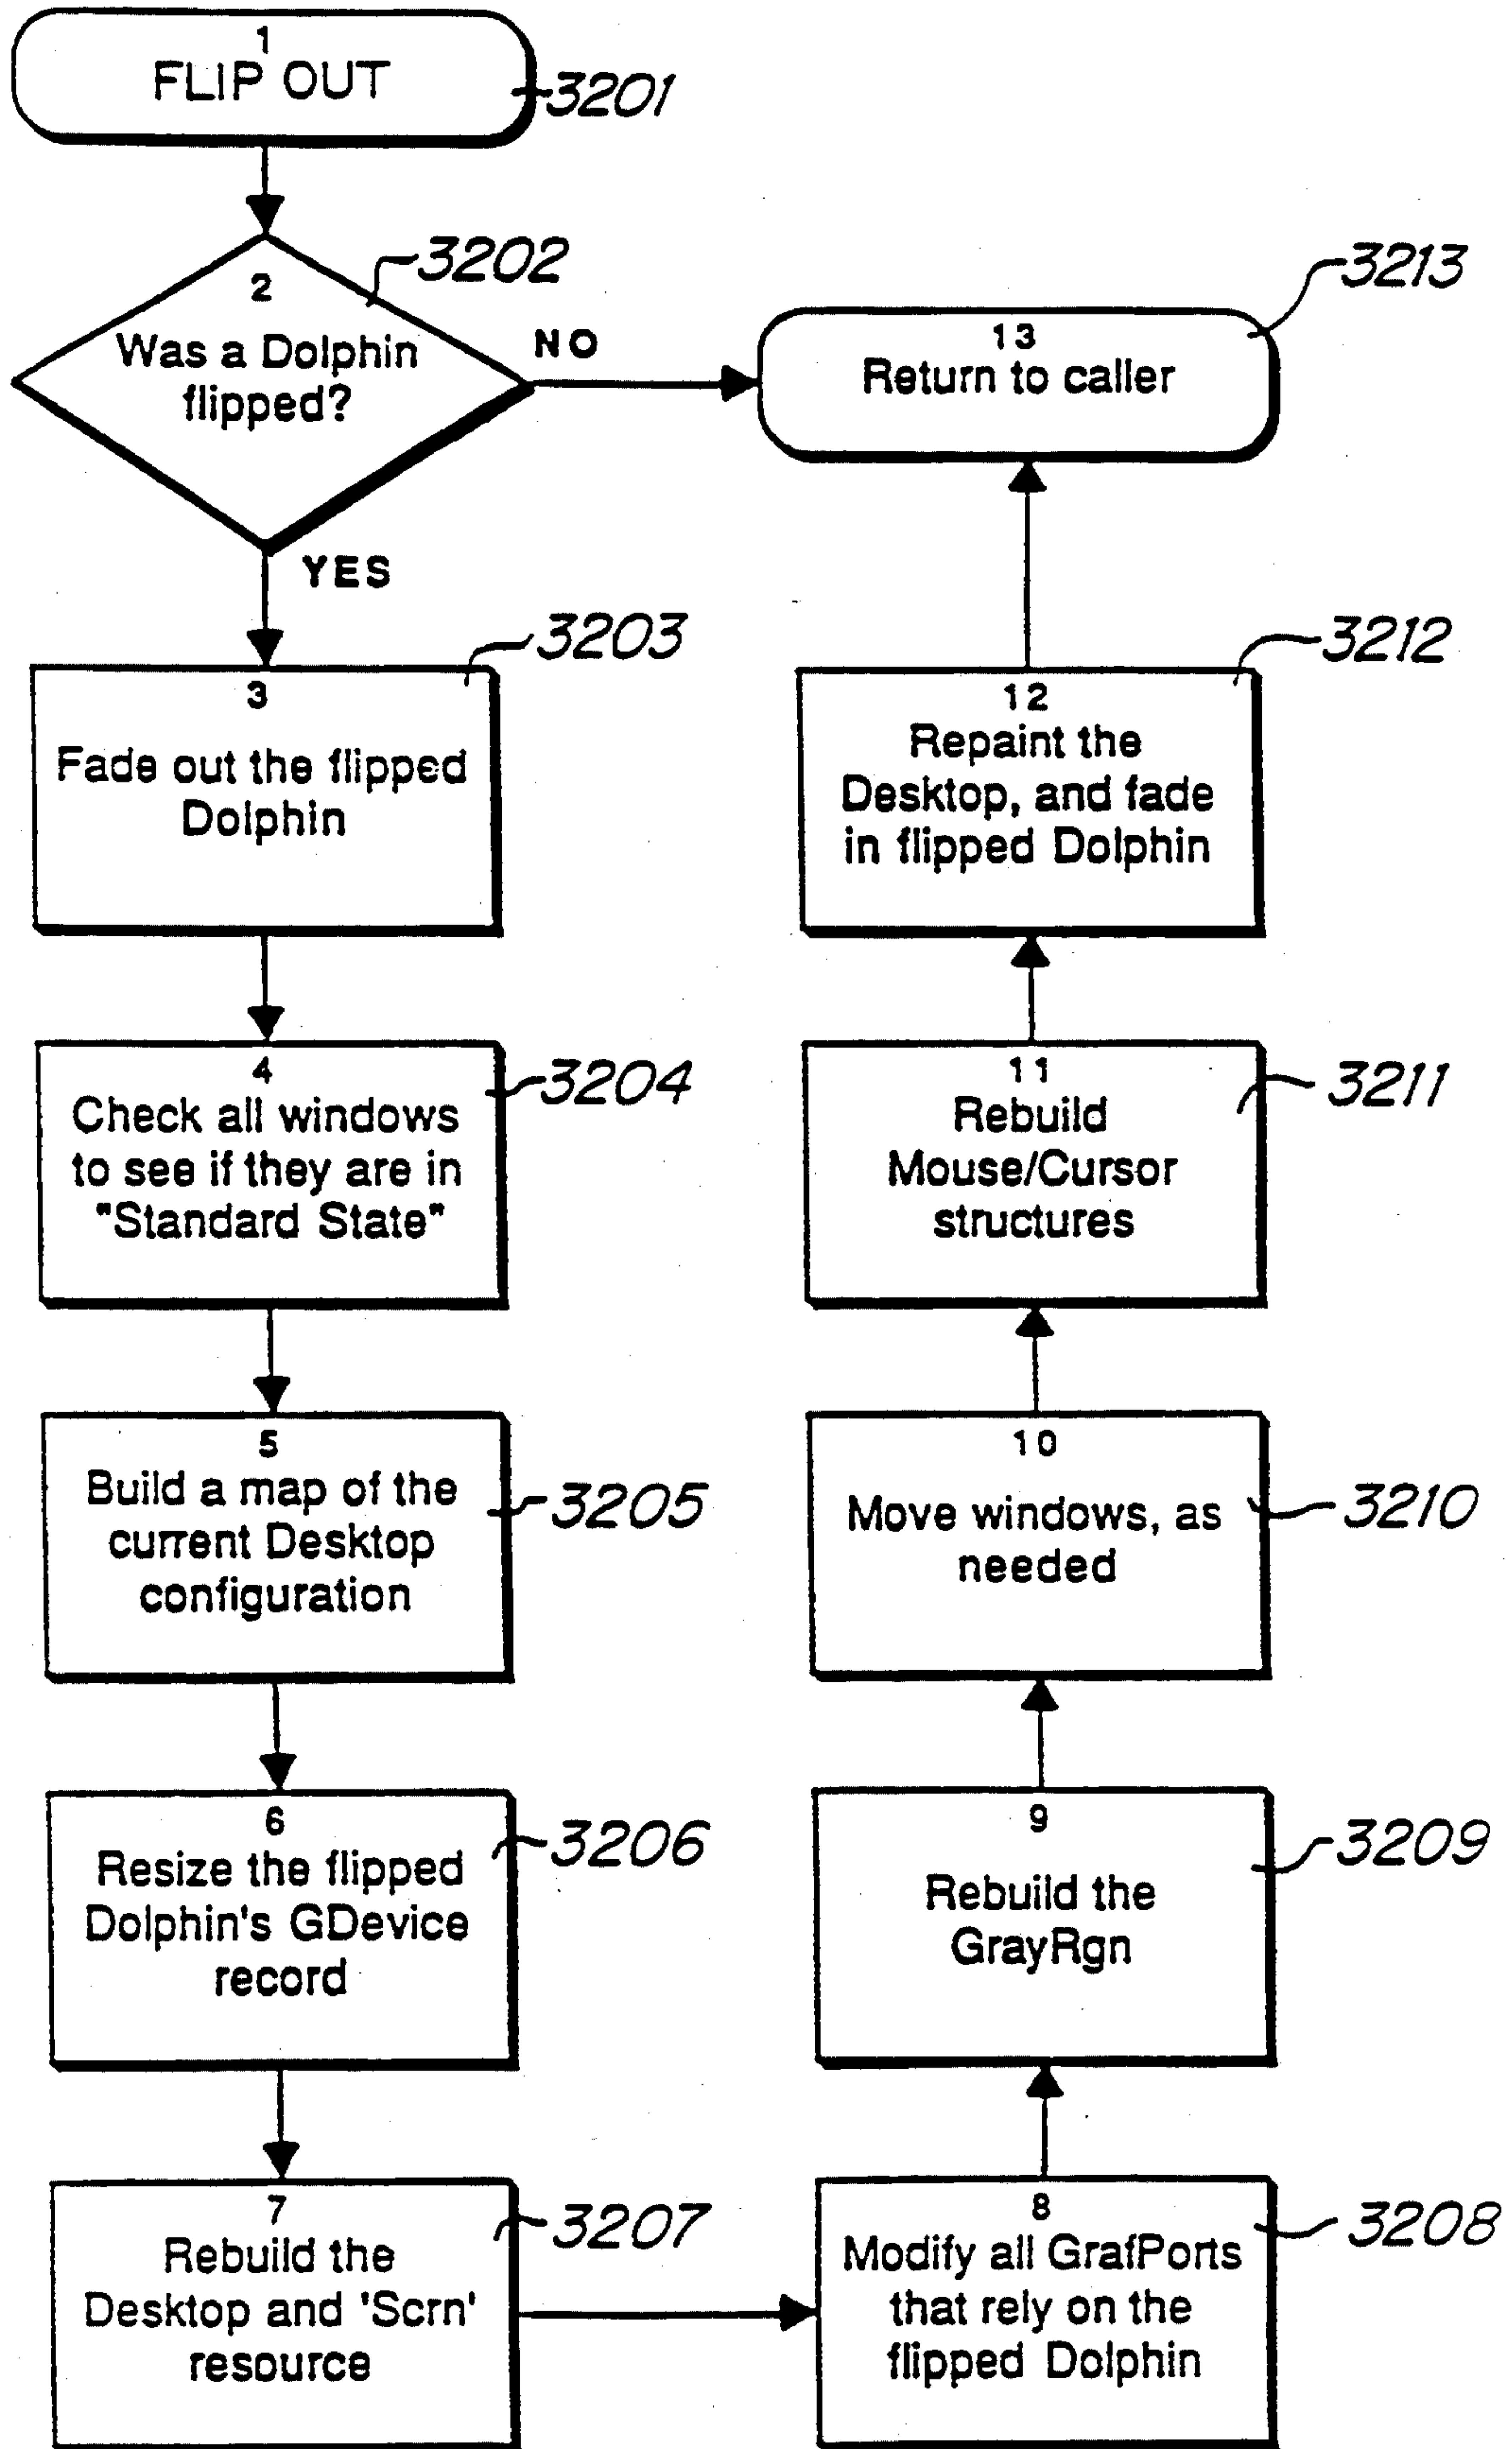 1
FLIP OUT
3201
2
Was a Dolphin
flipped?
3202
NO
YES
3
Fade out the flipped
Dolphin
3203
4
Check all windows
to see if they are in
"Standard State"
3204
5
Build a map of the
current Desktop
configuration
3205
6
Resize the flipped
Dolphin's GDevice
record
3206
7
Rebuild the
Desktop and 'Scrn'
resource
3207
8
Modify all GrafPorts
that rely on the
flipped Dolphin
3208
9
Rebuild the
GrayRgn
3209
10
Move windows, as
needed
3210
11
Rebuild
Mouse/Cursor
structures
3211
12
Repaint the
Desktop, and fade
in flipped Dolphin
3212
13
Return to caller
3213